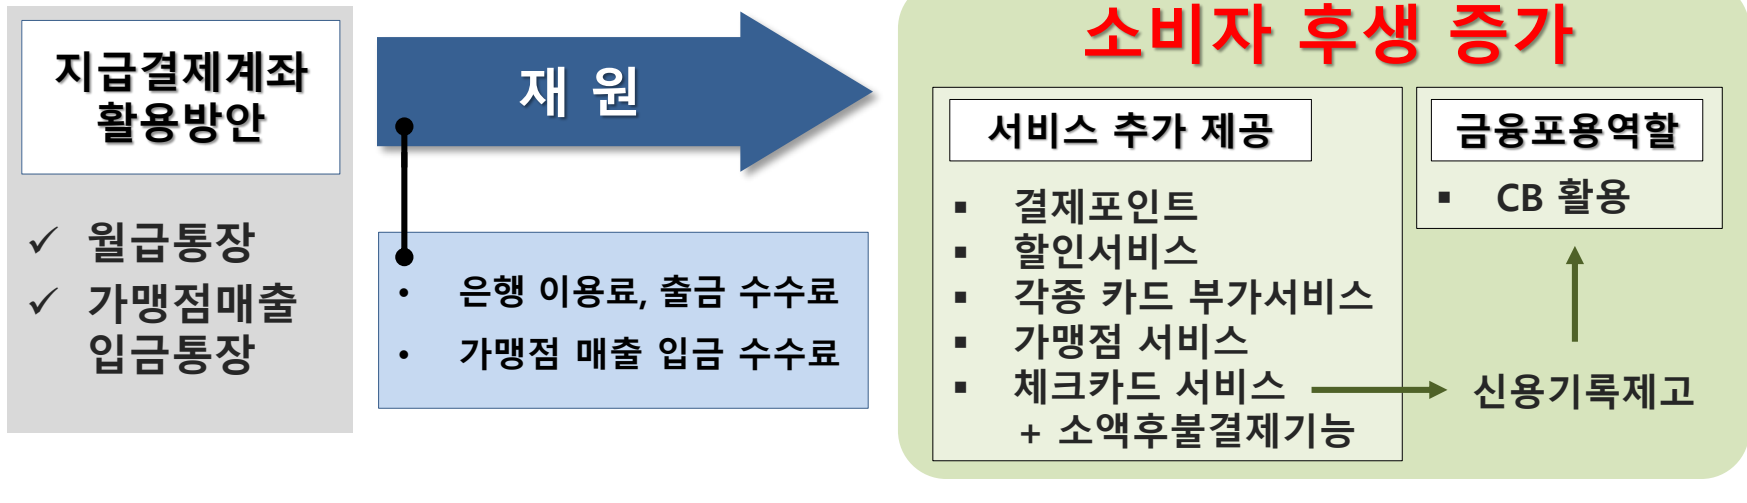 지급결제계좌
활용방안
✓ 월급통장
✓ 가맹점매출
입금통장
재 원
• 은행 이용료, 출금 수수료
• 가맹점 매출 입금 수수료
소비자 후생 증가
서비스 추가 제공
▪ 결제포인트
▪ 할인서비스
▪ 각종 카드 부가서비스
▪ 가맹점 서비스
▪ 체크카드 서비스
+ 소액후불결제기능
금융포용역할
▪ CB 활용
신용기록제고